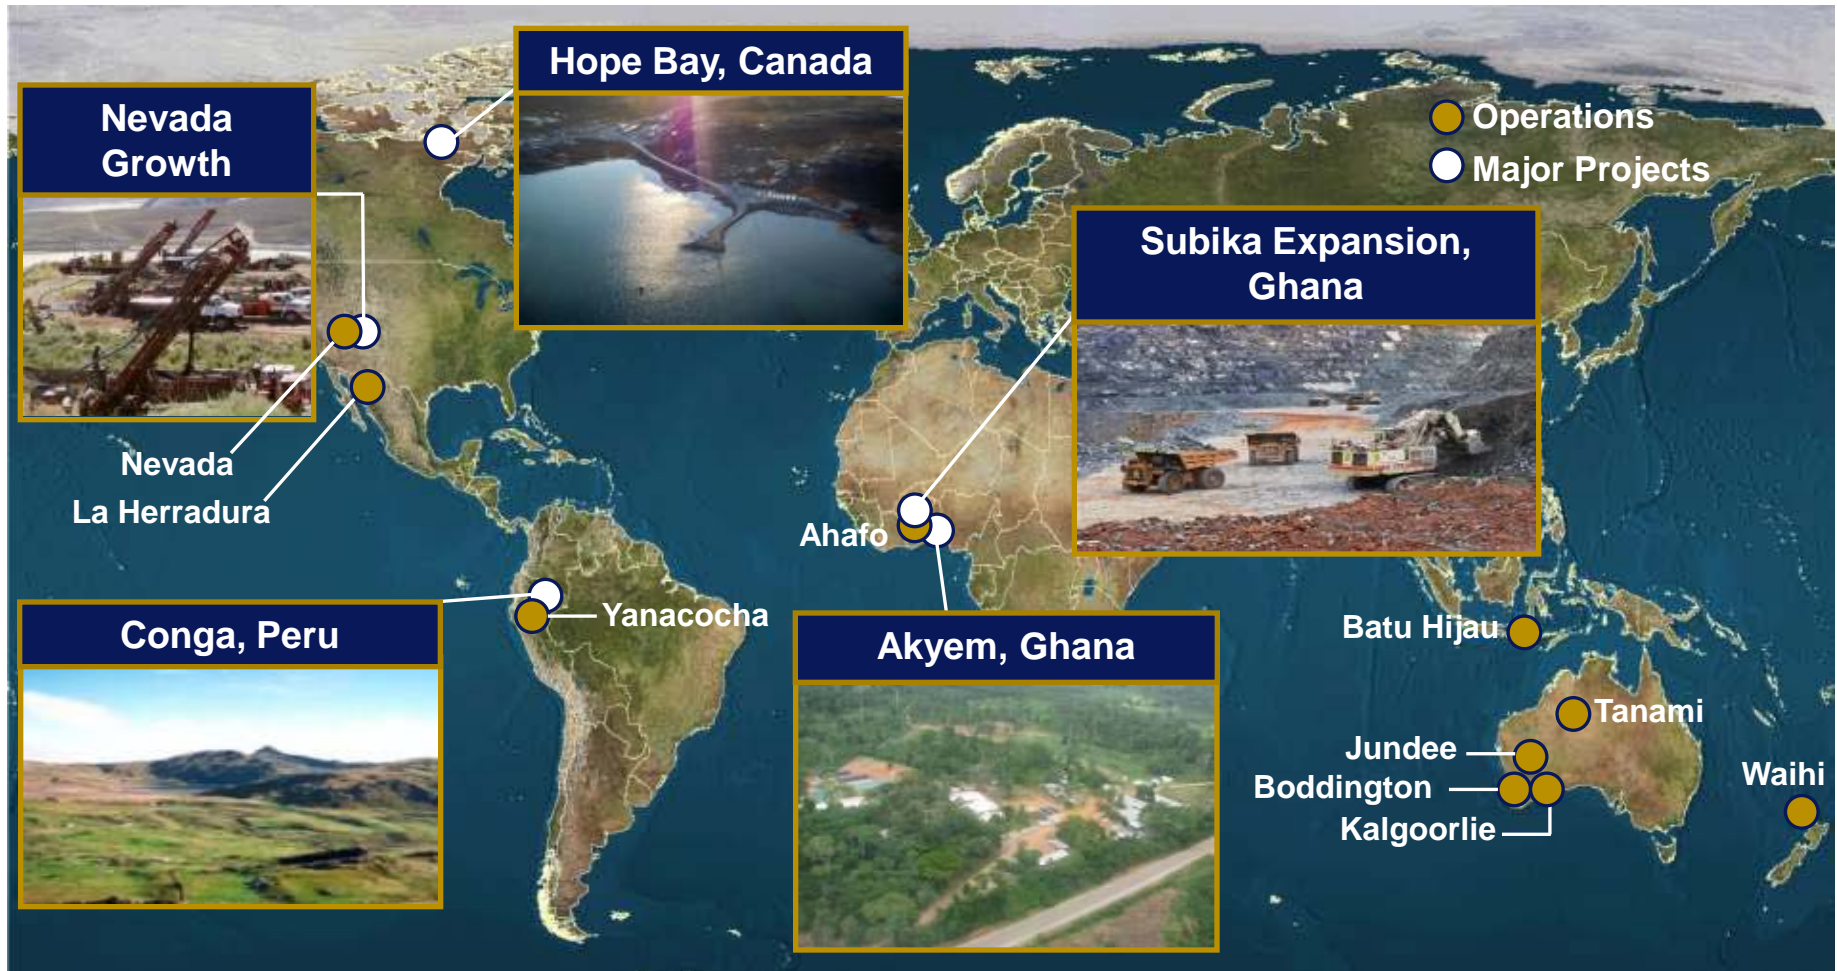 Hope Bay, Canada
Nevada
Growth
Operations
Major Projects
Subika Expansion,
Ghana
Nevada
La Herradura
Ahafo
Conga, Peru
Yanacocha
Akyem, Ghana
Batu Hijau
Tanami
Jundee
Boddington
Kalgoorlie
Waihi